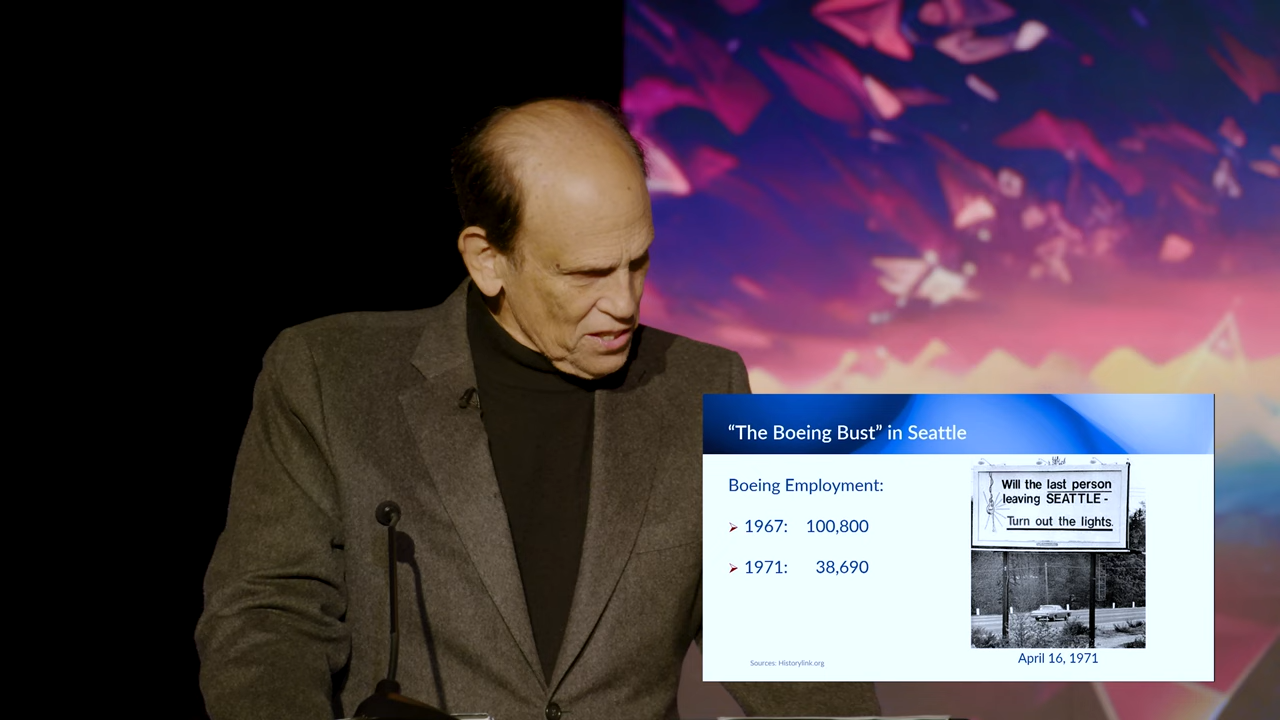 “The Boeing Bust” in Seattle
Boeing Employment:
1967: 100,800
1971: 38,690
Will the last person
leaving SEATTLE -
Turn out the lights.
April 16, 1971
Sources: Historylink.org